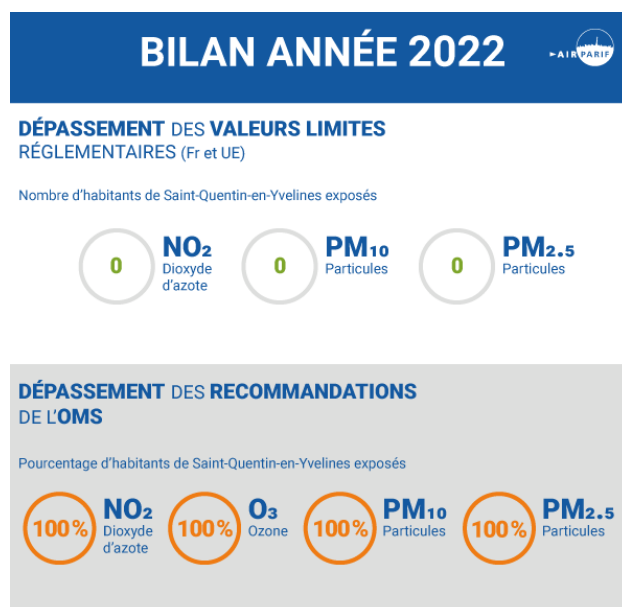 BILAN ANNÉE 2022
AIRPARIF
DÉPASSEMENT DES VALEURS LIMITES
RÉGLEMENTAIRES (Fr et UE)
Nombre d'habitants de Saint-Quentin-en-Yvelines exposés
0
NO₂
Dioxyde
d'azote
0
PM₁₀
Particules
0
PM₂.₅
Particules
DÉPASSEMENT DES RECOMMANDATIONS
DE L'OMS
Pourcentage d'habitants de Saint-Quentin-en-Yvelines exposés
100%
NO₂
Dioxyde
d'azote
100%
O₃
Ozone
100%
PM₁₀
Particules
100%
PM₂.₅
Particules